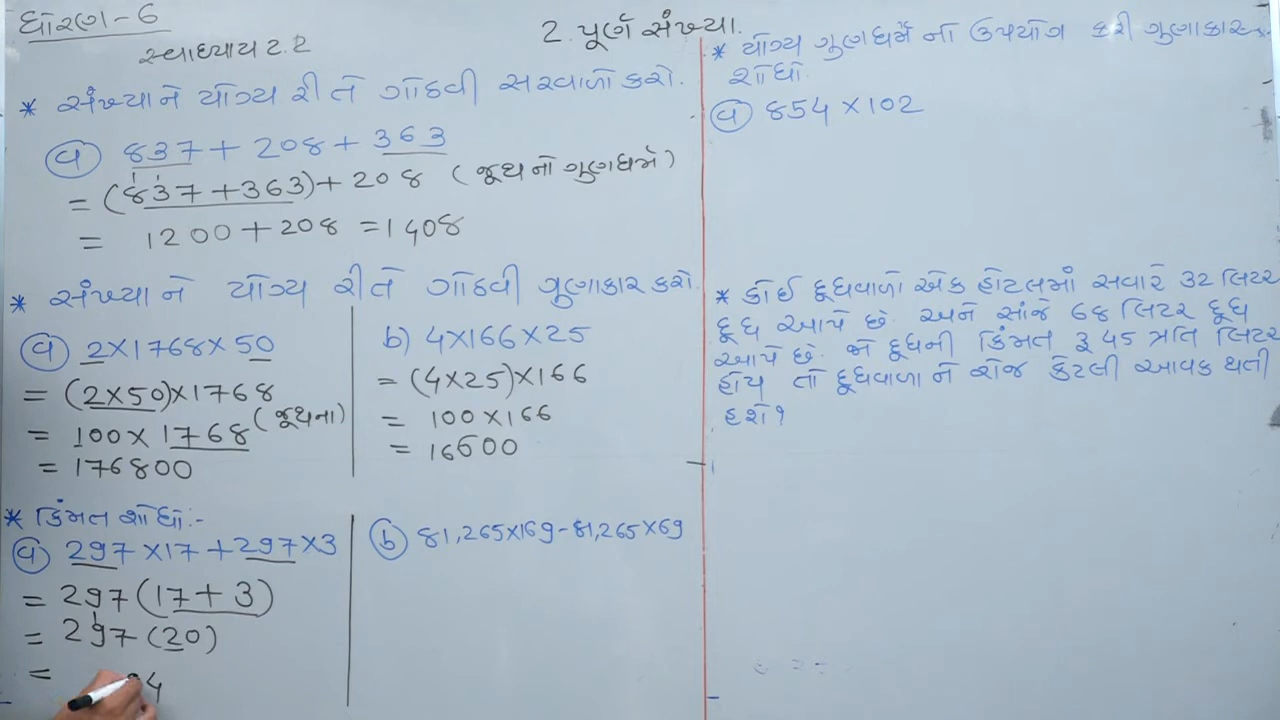 ધોરણ - 6
સ્વાધ્યાય 2.2
2. પૂર્ણ સંખ્યા.
* સંખ્યાને યોગ્ય રીતે ગોઠવી સરવાળો કરો.
(a) 837 + 208 + 363
= (837 + 363) + 208 (જૂથનો ગુણધર્મ)
= 1200 + 208 = 1408
* સંખ્યાને યોગ્ય રીતે ગોઠવી ગુણાકાર કરો.
(a) 2 × 1768 × 50
= (2 × 50) × 1768
(જૂથના)
= 100 × 1768
= 176800
b) 4 × 166 × 25
= (4 × 25) × 166
= 100 × 166
= 16600
* કિંમત શોધો:-
(a) 297 × 17 + 297 × 3
= 297 (17 + 3)
= 297 (20)
= 4
(b) 81,265 × 169 - 81,265 × 69
* યોગ્ય ગુણધર્મનો ઉપયોગ કરી ગુણાકાર
શોધો.
(a) 854 × 102
* કોઈ દૂધવાળો એક હોટલમાં સવારે 32 લિટર
દૂધ આપે છે. અને સાંજે 68 લિટર દૂધ
આપે છે. જો દૂધની કિંમત રૂ 45 પ્રતિ લિટર
હોય તો દૂધવાળાને રોજ કેટલી આવક થતી
હશે?